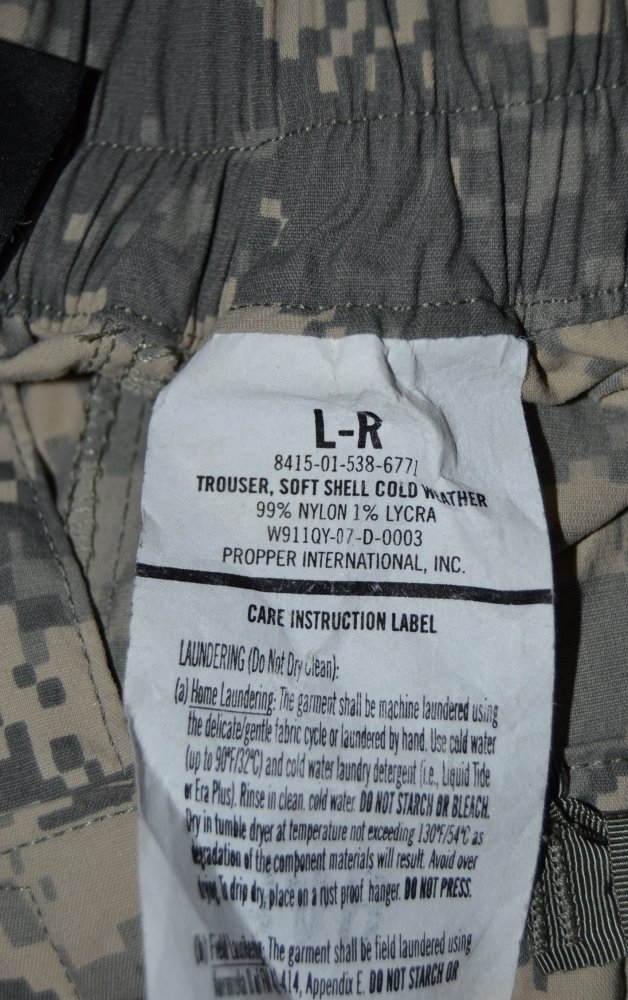 L-R
8415-01-538-6771
TROUSER, SOFT SHELL COLD WEATHER
99% NYLON 1% LYCRA
W911QY-07-D-0003
PROPPER INTERNATIONAL, INC.
CARE INSTRUCTION LABEL
LAUNDERING (Do Not Dry Clean):
(a) Home Laundering: The garment shall be machine laundered using
the delicate/gentle fabric cycle or laundered by hand. Use cold water
(up to 90°F/32°C) and cold water laundry detergent (i.e., Liquid Tide
or Era Plus). Rinse in clean, cold water. DO NOT STARCH OR BLEACH.
Dry in tumble dryer at temperature not exceeding 130°F/54°C as
degradation of the component materials will result. Avoid over
drip dry, place on a rust proof hanger. DO NOT PRESS.
(b) Field Laundering: The garment shall be field laundered using
Appendix E. DO NOT STARCH OR